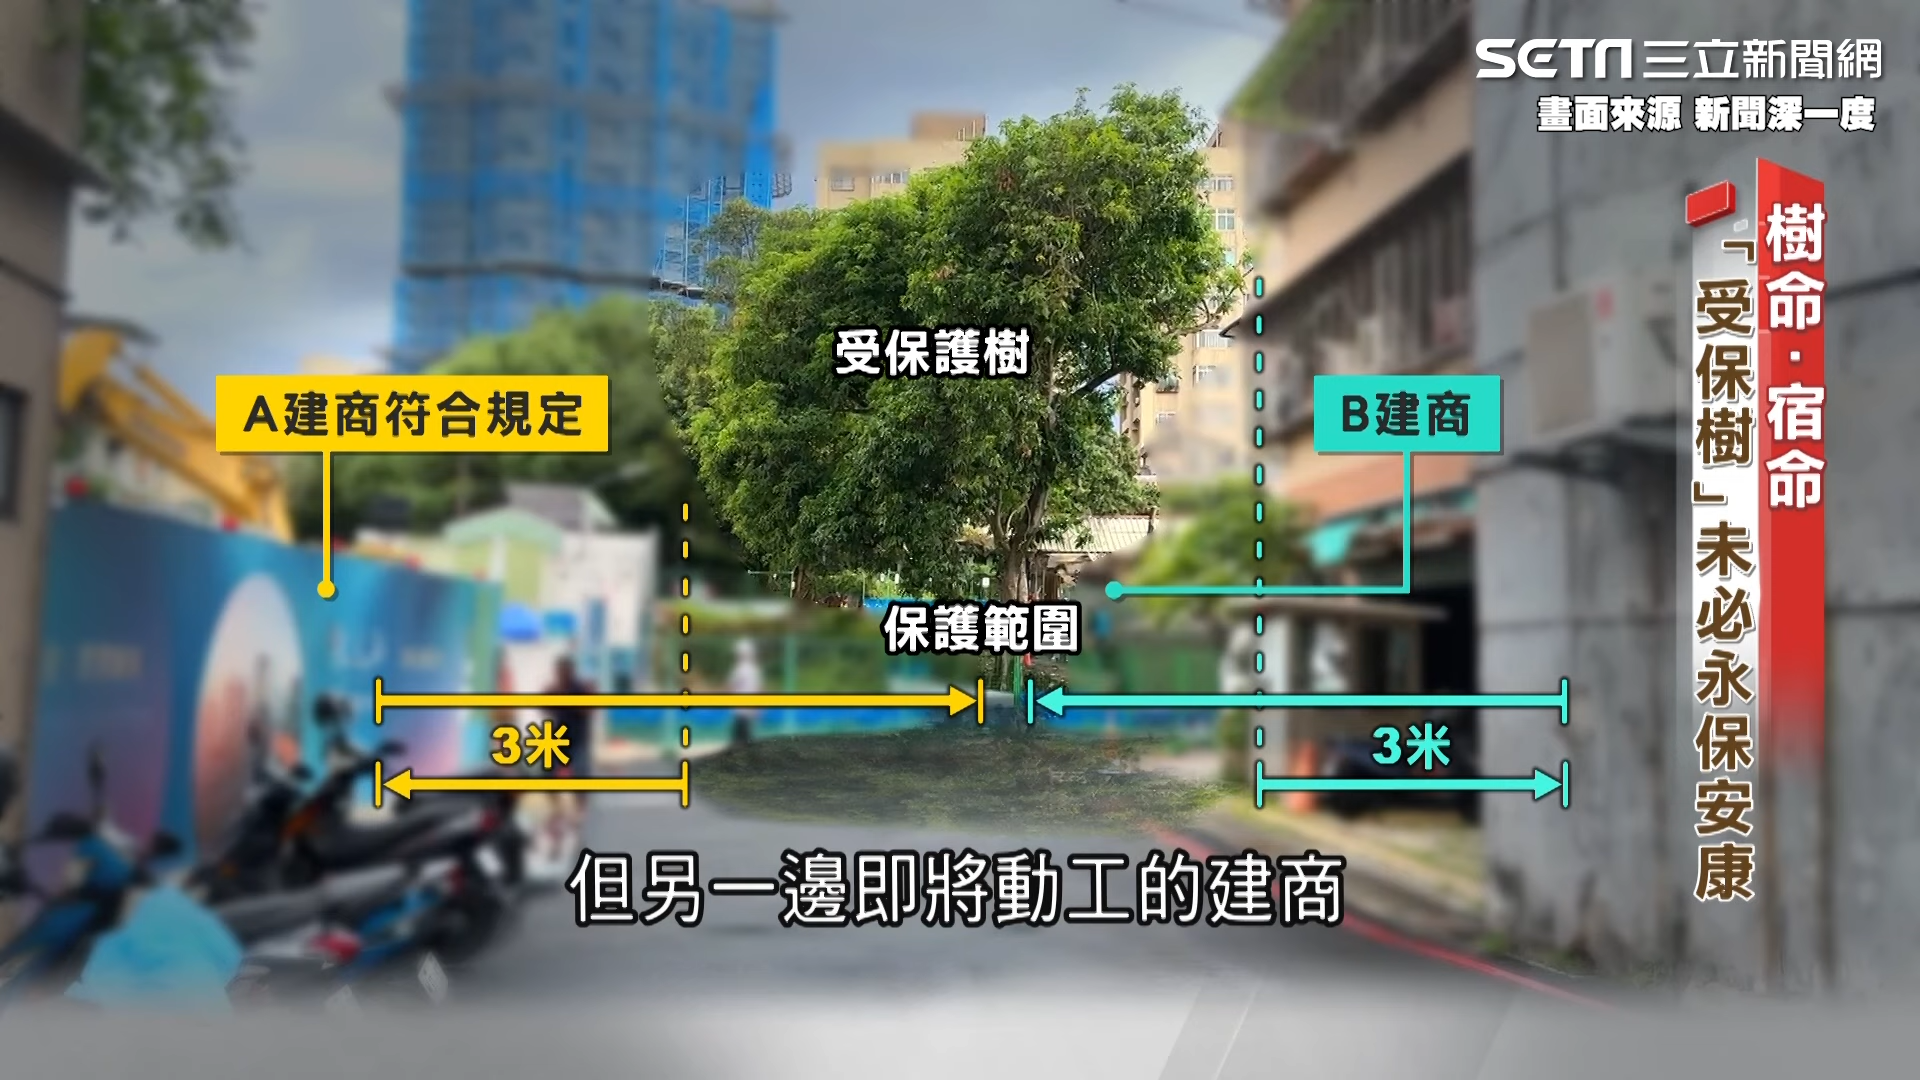 SETN三立新聞網
畫面來源 新聞深一度
樹命·宿命
「受保樹」未必永保安康
受保護樹
A建商符合規定
B建商
保護範圍
3米
3米
但另一邊即將動工的建商